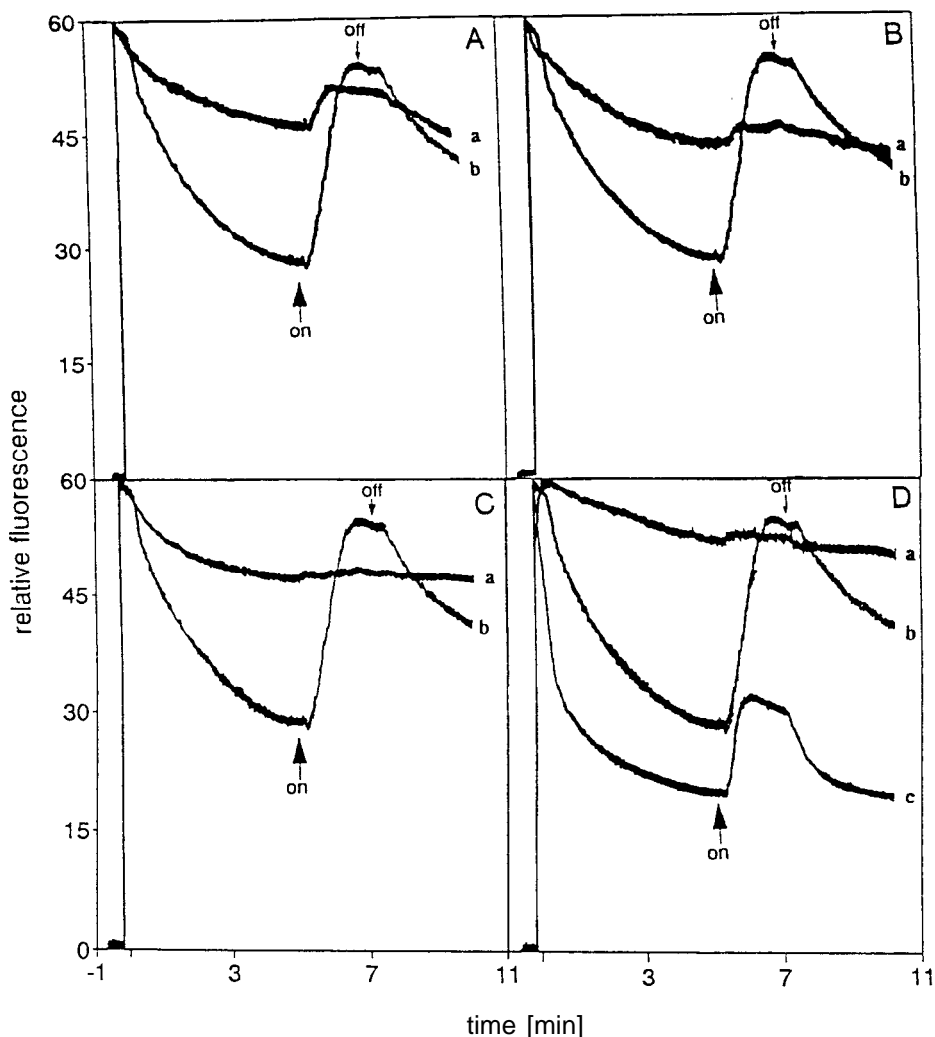 60
45
30
15
off
A
a
b
on
off
B
a
b
on
60
45
30
15
0
off
C
a
b
on
off
D
a
b
c
on
-1
3
7
11
3
7
11
relative fluorescence
time [min]